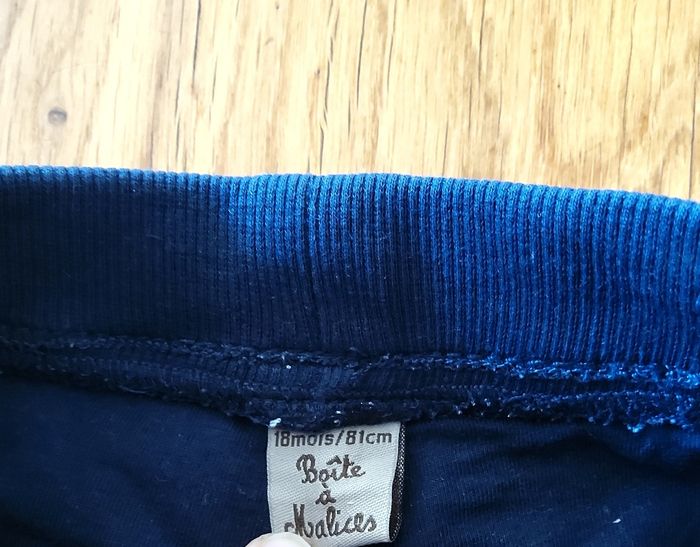 18mois/81cm
Boîte
à
Malices